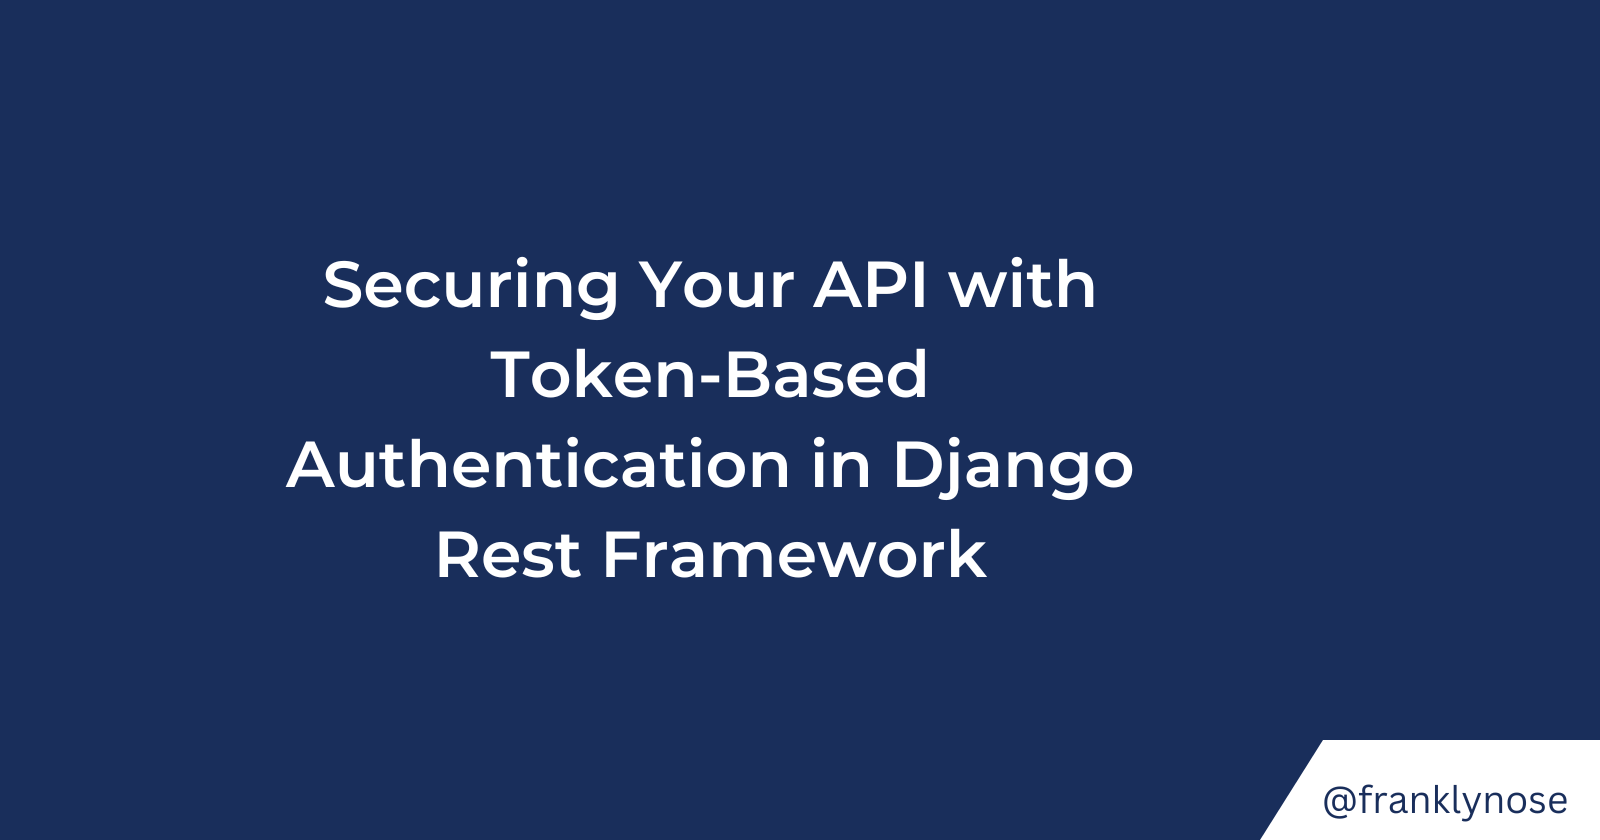 Securing Your API with
Token-Based
Authentication in Django
Rest Framework
@franklynose